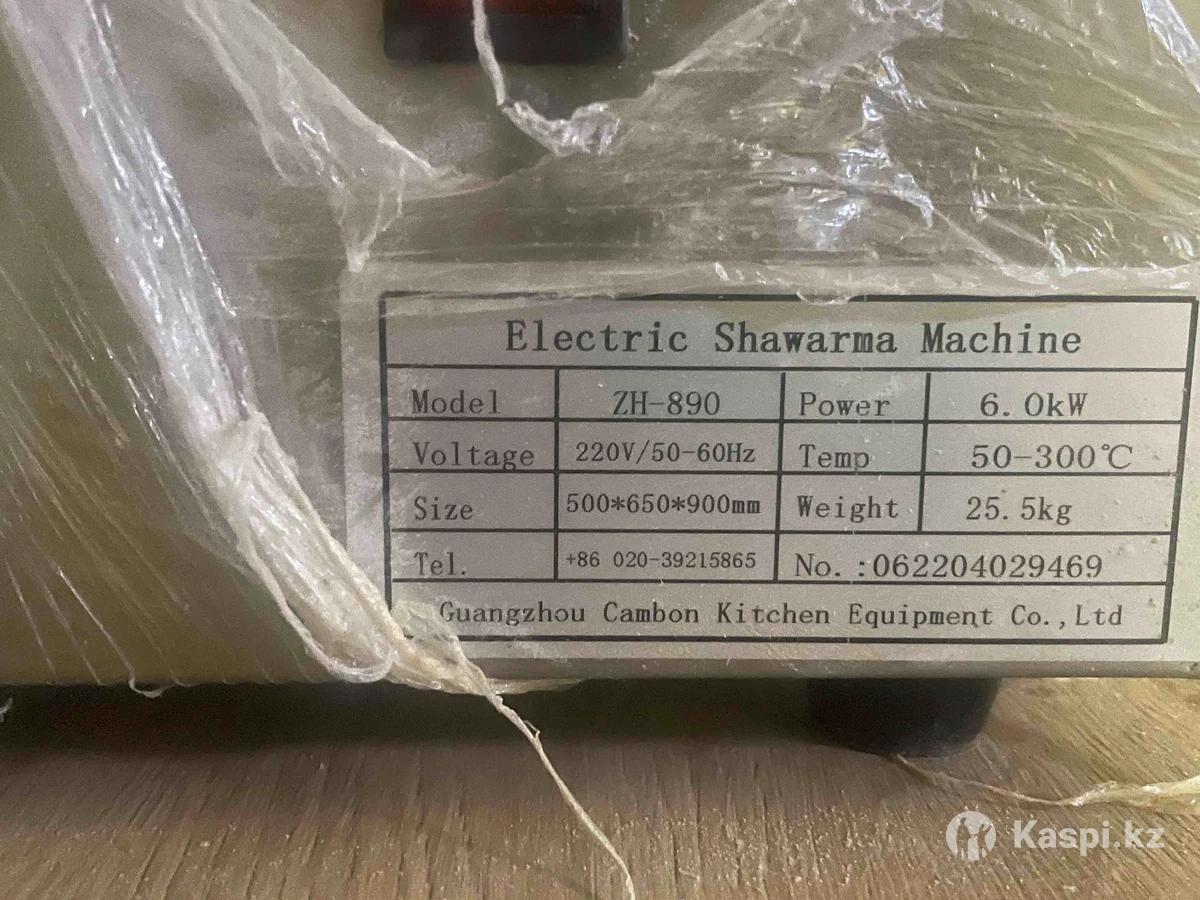 Electric Shawarma Machine
Model ZH-890 Power 6.0kW
Voltage 220V/50-60Hz Temp 50-300℃
Size 500*650*900mm Weight 25.5kg
Tel. +86 020-39215865 No.:062204029469
Guangzhou Cambon Kitchen Equipment Co.,Ltd
Kaspi.kz